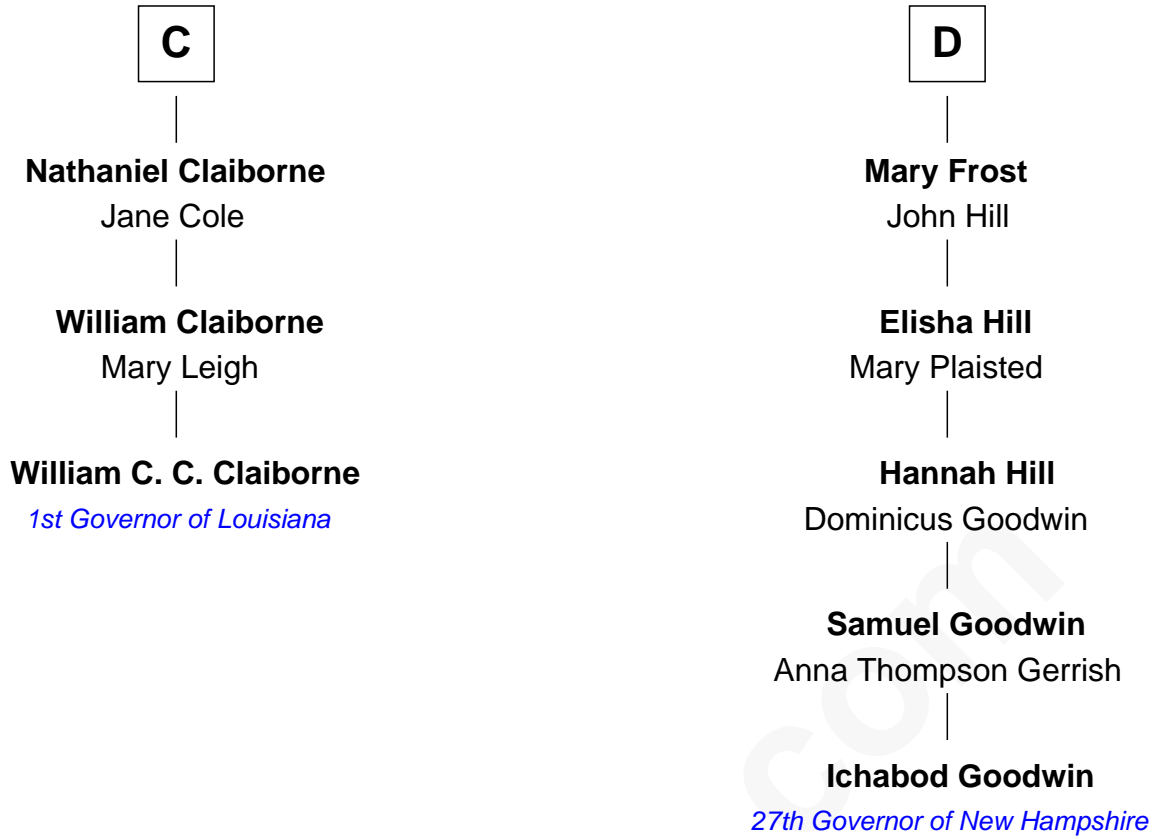 C
Nathaniel Claiborne
Jane Cole
William Claiborne
Mary Leigh
William C. C. Claiborne
1st Governor of Louisiana
D
Mary Frost
John Hill
Elisha Hill
Mary Plaisted
Hannah Hill
Dominicus Goodwin
Samuel Goodwin
Anna Thompson Gerrish
Ichabod Goodwin
27th Governor of New Hampshire
com